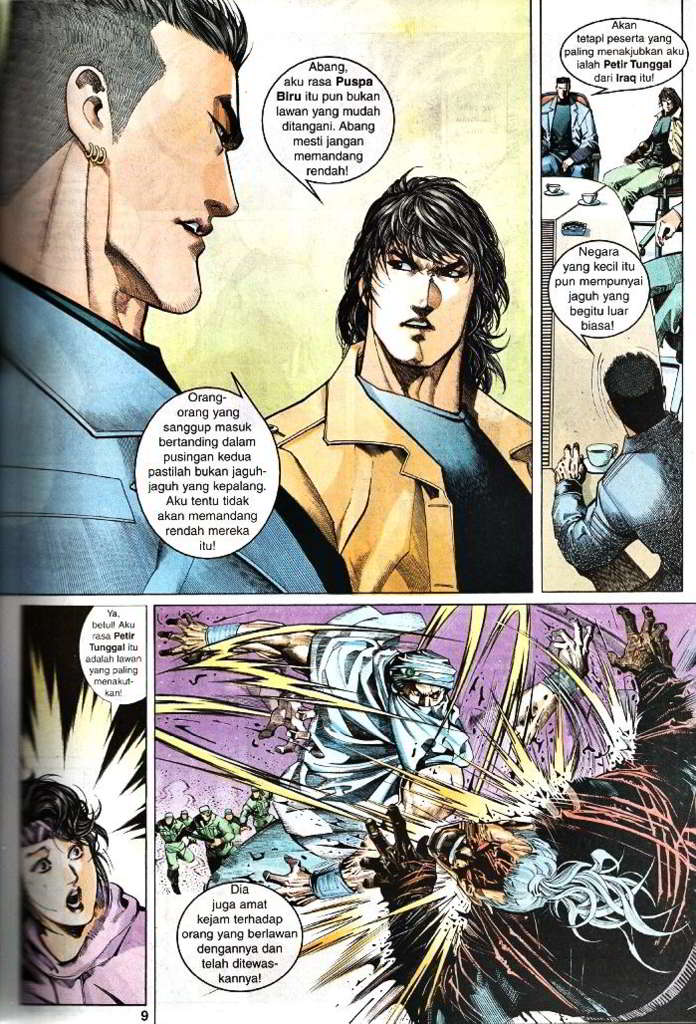 Abang,
aku rasa Puspa
Biru itu pun bukan
lawan yang mudah
ditangani. Abang
mesti jangan
memandang
rendah!
Orang-
orang yang
sanggup masuk
bertanding dalam
pusingan kedua
pastilah bukan jaguh-
jaguh yang kepalang.
Aku tentu tidak
akan memandang
rendah mereka
itu!
Akan
tetapi peserta yang
paling menakjubkan aku
ialah Petir Tunggal
dari Iraq itu!
Negara
yang kecil itu
pun mempunyai
jaguh yang
begitu luar
biasa!
Ya,
betul! Aku
rasa Petir
Tunggal itu
adalah lawan
yang paling
menakut-
kan!
Dia
juga amat
kejam terhadap
orang yang berlawan
dengannya dan
telah ditewas-
kannya!
9